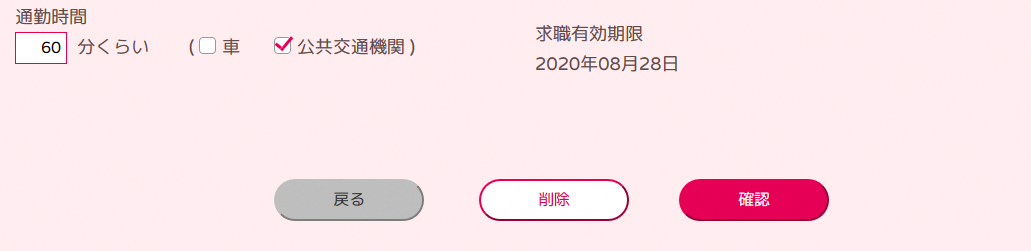 通勤時間
60 分くらい ( 車 公共交通機関 )
求職有効期限
2020年08月28日
戻る 削除 確認